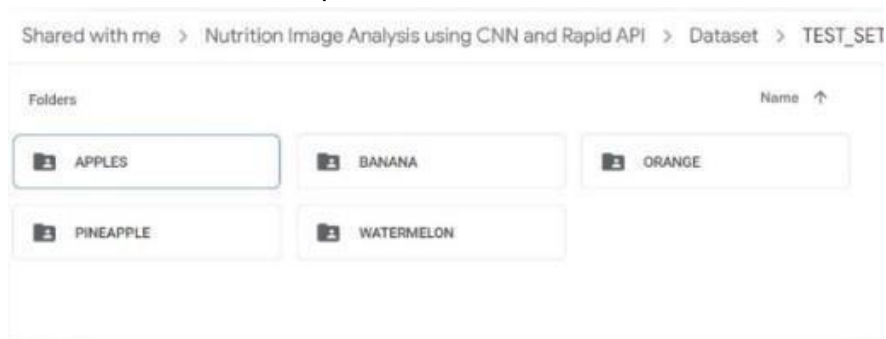 Shared with me > Nutrition Image Analysis using CNN and Rapid API > Dataset > TEST_SET
Folders Name ↑
APPLES BANANA ORANGE
PINEAPPLE WATERMELON